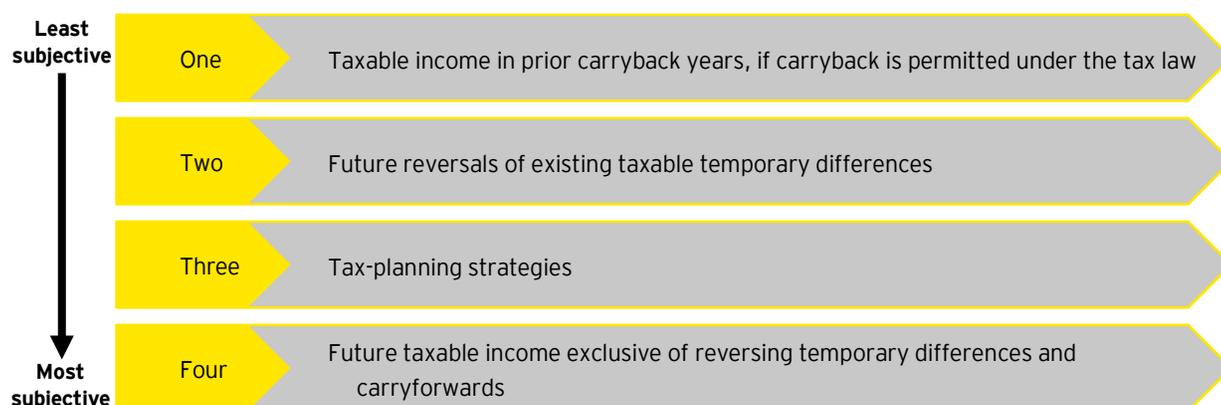 Least
subjective
One
Taxable income in prior carryback years, if carryback is permitted under the tax law
Two
Future reversals of existing taxable temporary differences
Three
Tax-planning strategies
Four
Future taxable income exclusive of reversing temporary differences and
carryforwards
Most
subjective